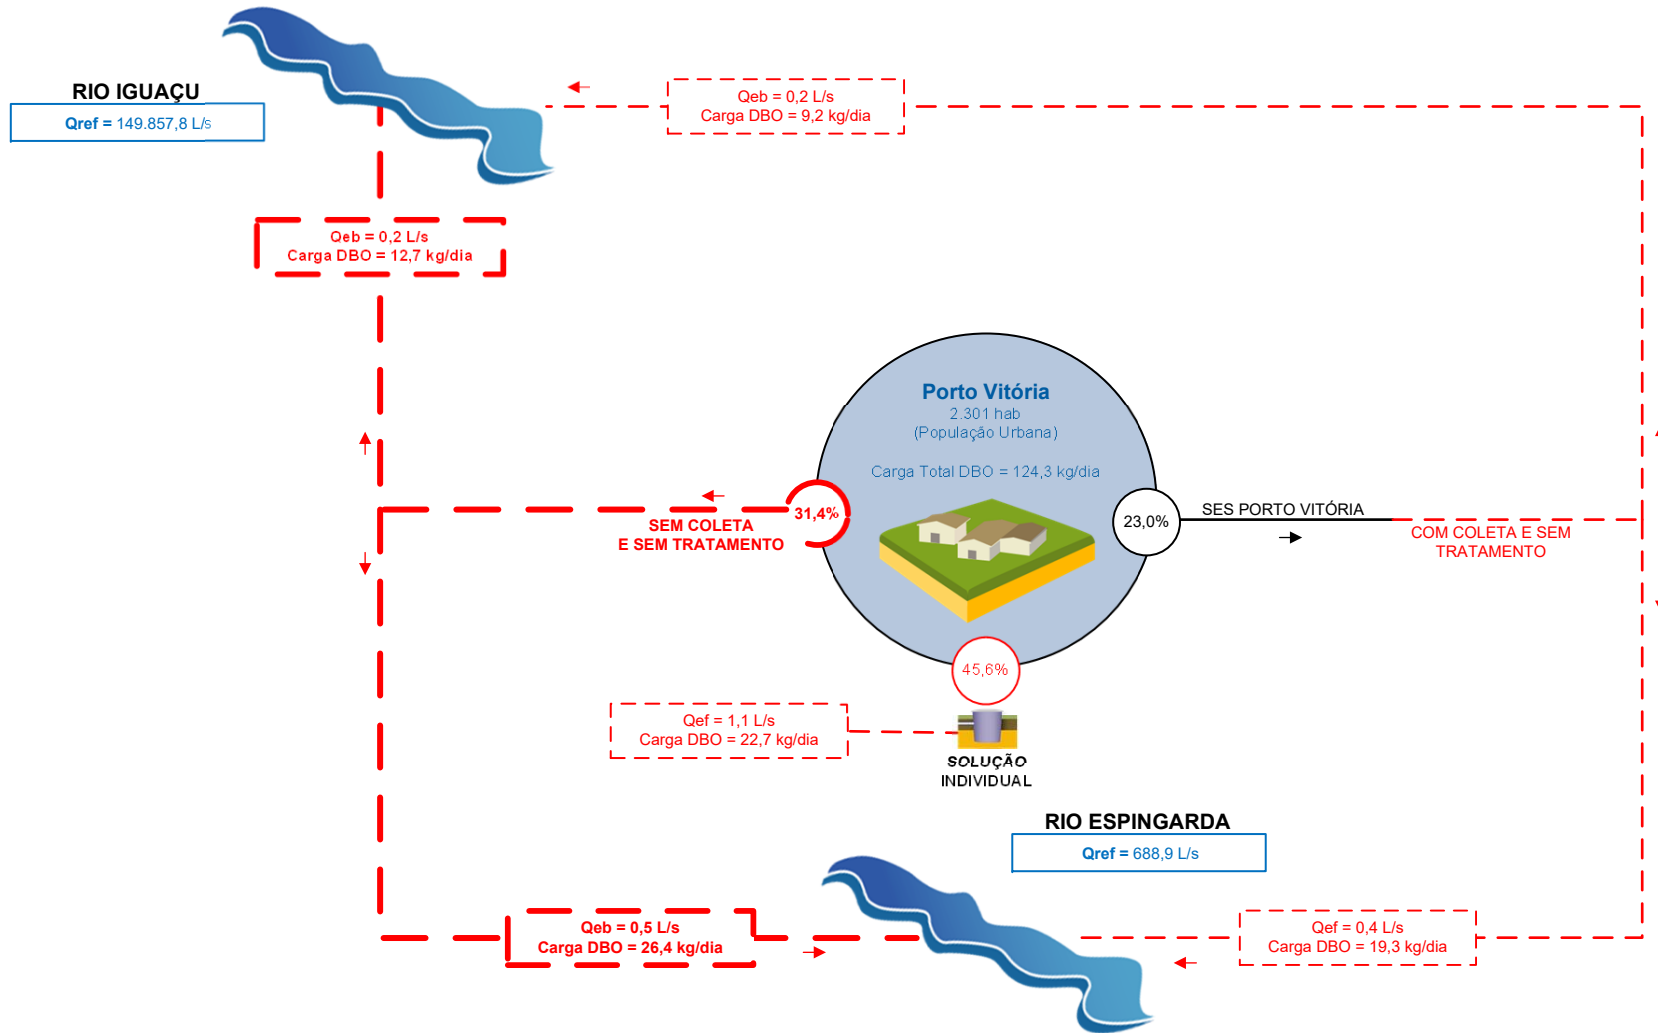 RIO IGUAÇU
Qref = 149.857,8 L/s
Qeb = 0,2 L/s
Carga DBO = 9,2 kg/dia
Qeb = 0,2 L/s
Carga DBO = 12,7 kg/dia
Porto Vitória
2.301 hab
(População Urbana)
Carga Total DBO = 124,3 kg/dia
31,4%
SEM COLETA
E SEM TRATAMENTO
23,0%
SES PORTO VITÓRIA
COM COLETA E SEM
TRATAMENTO
45,6%
Qef = 1,1 L/s
Carga DBO = 22,7 kg/dia
SOLUÇÃO
INDIVIDUAL
RIO ESPINGARDA
Qref = 688,9 L/s
Qeb = 0,5 L/s
Carga DBO = 26,4 kg/dia
Qef = 0,4 L/s
Carga DBO = 19,3 kg/dia